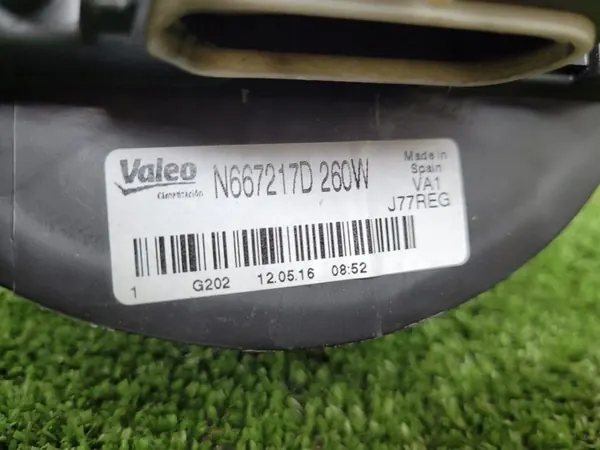 Valeo
Climatización
N667217D 260W
Made in
Spain
VA1
J77REG
1 G202 12.05.16 08:52